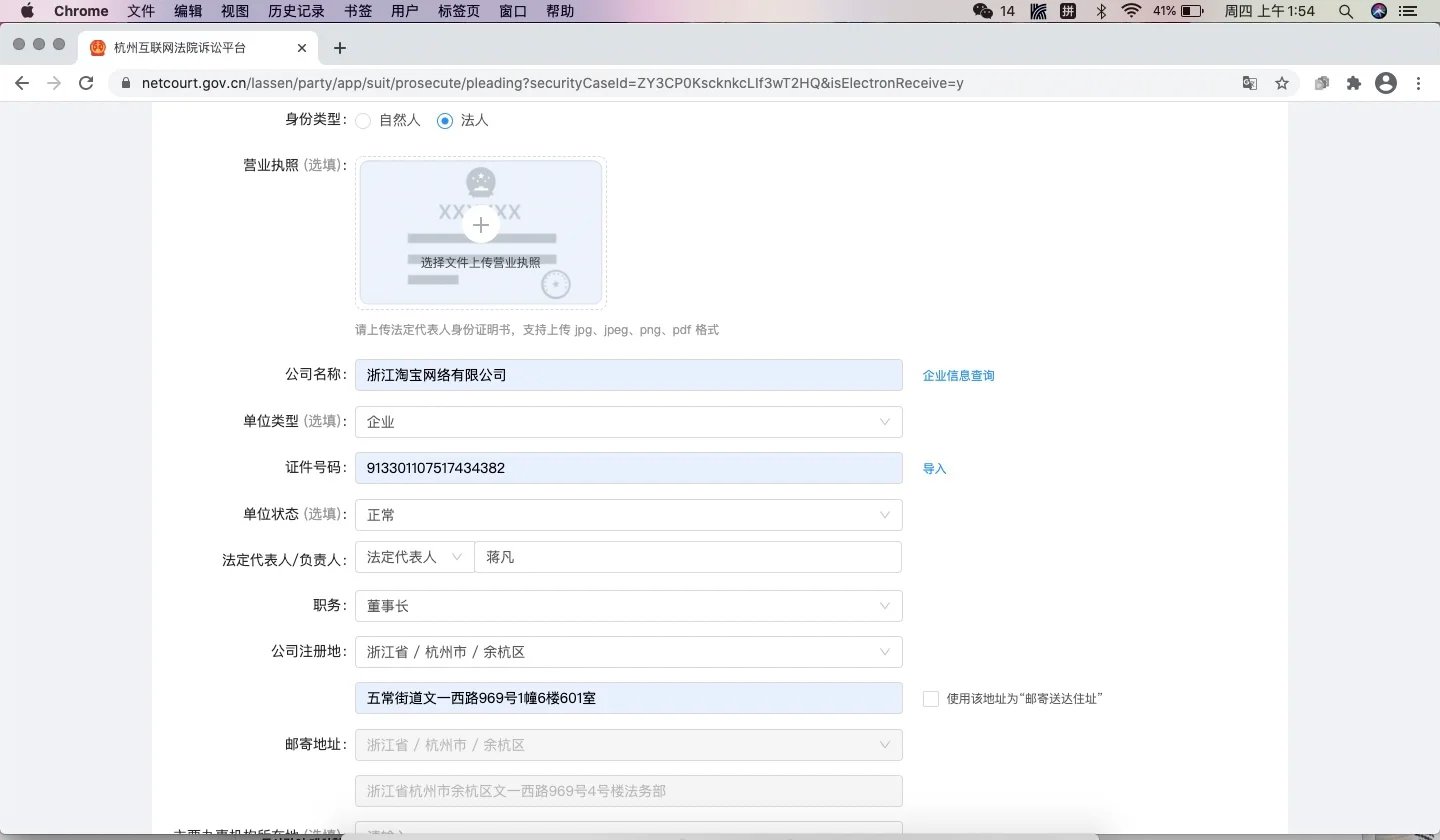 Chrome 文件 编辑 视图 历史记录 书签 用户 标签页 窗口 帮助 14 拼 41% 周四 上午1:54
杭州互联网法院诉讼平台
netcourt.gov.cn/lassen/party/app/suit/prosecute/pleading?securityCaseId=ZY3CP0KscknkcLIf3wT2HQ&isElectronReceive=y
身份类型: 自然人 法人
营业执照 (选填):
XXXXXX
选择文件上传营业执照
请上传法定代表人身份证明书，支持上传 jpg、jpeg、png、pdf 格式
公司名称: 浙江淘宝网络有限公司 企业信息查询
单位类型 (选填): 企业
证件号码: 913301107517434382 导入
单位状态 (选填): 正常
法定代表人/负责人: 法定代表人 蒋凡
职务: 董事长
公司注册地: 浙江省 / 杭州市 / 余杭区
五常街道文一西路969号1幢6楼601室 使用该地址为“邮寄送达住址”
邮寄地址: 浙江省 / 杭州市 / 余杭区
浙江省杭州市余杭区文一西路969号4号楼法务部
主要办事机构所在地 (选填): 请输入